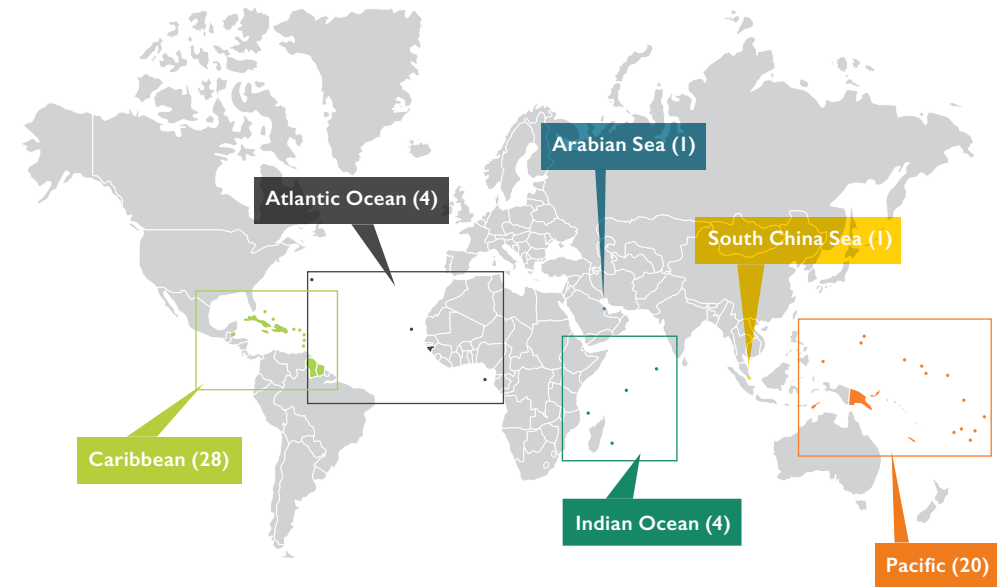 Arabian Sea (1)
Atlantic Ocean (4)
South China Sea (1)
Caribbean (28)
Indian Ocean (4)
Pacific (20)